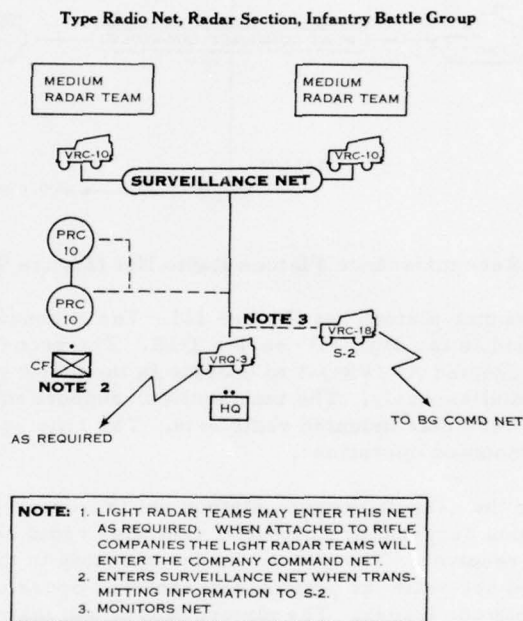 Type Radio Net, Radar Section, Infantry Battle Group
MEDIUM
RADAR TEAM
MEDIUM
RADAR TEAM
VRC-10
VRC-10
SURVEILLANCE NET
PRC
10
PRC
10
NOTE 3
VRC-18
S-2
VRQ-3
CF
NOTE 2
HQ
AS REQUIRED
TO BG COMD NET
NOTE: 1. LIGHT RADAR TEAMS MAY ENTER THIS NET
AS REQUIRED. WHEN ATTACHED TO RIFLE
COMPANIES THE LIGHT RADAR TEAMS WILL
ENTER THE COMPANY COMMAND NET.
2. ENTERS SURVEILLANCE NET WHEN TRANS-
MITTING INFORMATION TO S-2.
3. MONITORS NET